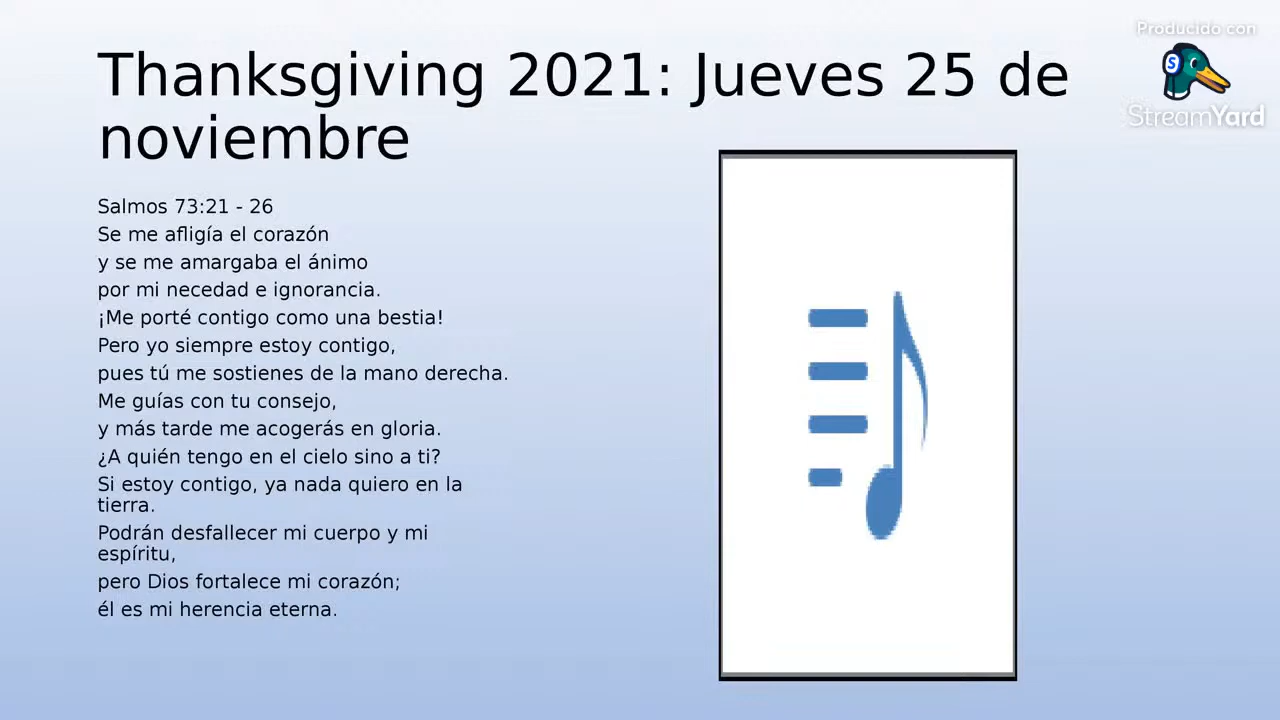 Producido con
StreamYard
Thanksgiving 2021: Jueves 25 de
noviembre
Salmos 73:21 - 26
Se me afligía el corazón
y se me amargaba el ánimo
por mi necedad e ignorancia.
¡Me porté contigo como una bestia!
Pero yo siempre estoy contigo,
pues tú me sostienes de la mano derecha.
Me guías con tu consejo,
y más tarde me acogerás en gloria.
¿A quién tengo en el cielo sino a ti?
Si estoy contigo, ya nada quiero en la
tierra.
Podrán desfallecer mi cuerpo y mi
espíritu,
pero Dios fortalece mi corazón;
él es mi herencia eterna.